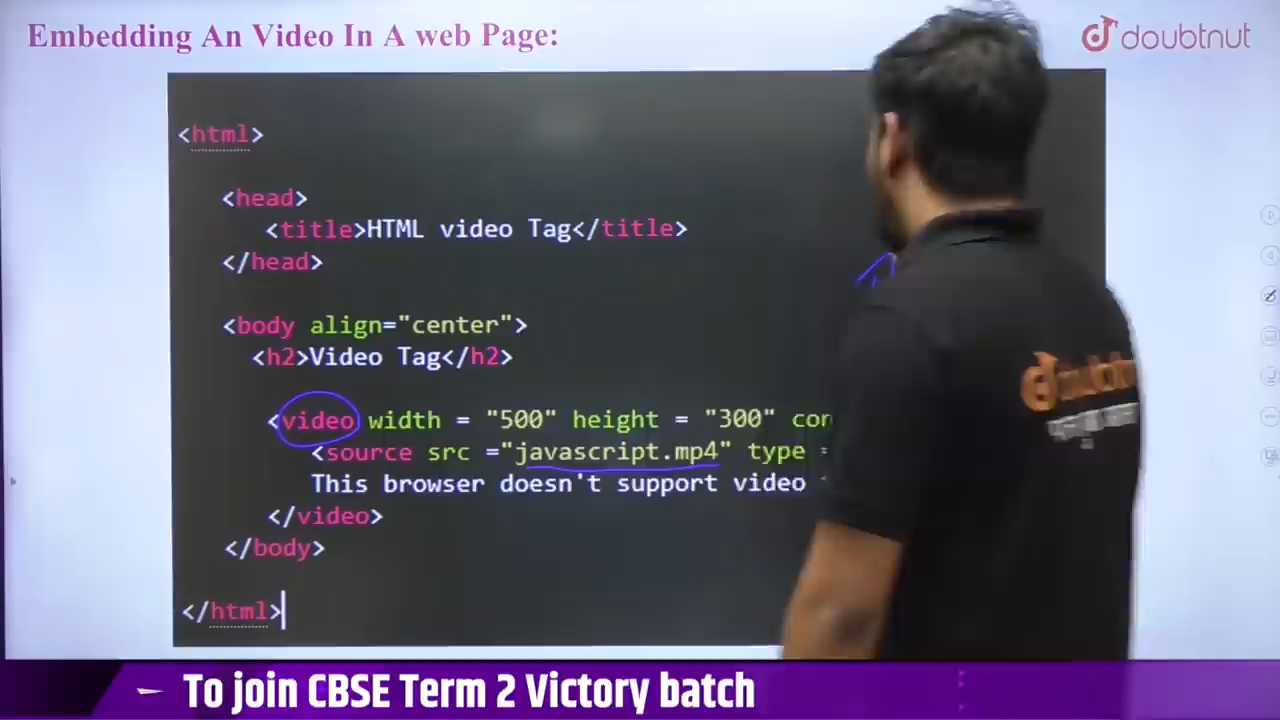 Embedding An Video In A web Page:
doubtnut
<html>
<head>
<title>HTML video Tag</title>
</head>
<body align="center">
<h2>Video Tag</h2>
<video width = "500" height = "300"
<source src ="javascript.mp4" type =
This browser doesn't support video
</video>
</body>
</html>
To join CBSE Term 2 Victory batch